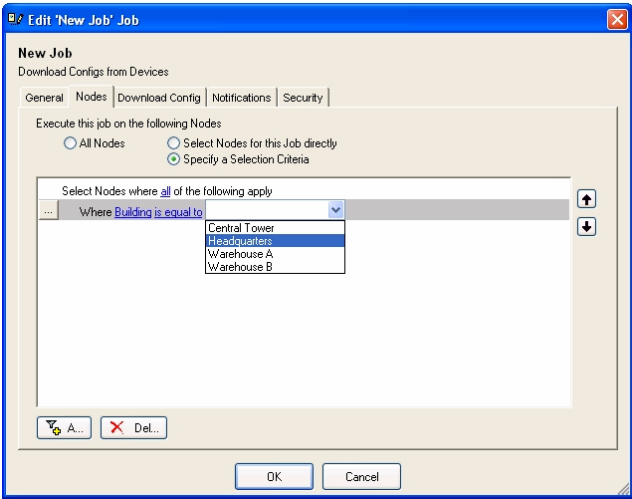 Edit 'New Job' Job
New Job
Download Configs from Devices
General Nodes Download Config Notifications Security
Execute this job on the following Nodes
All Nodes
Select Nodes for this Job directly
Specify a Selection Criteria
Select Nodes where all of the following apply
... Where Building is equal to
Central Tower
Headquarters
Warehouse A
Warehouse B
A... Del...
OK Cancel